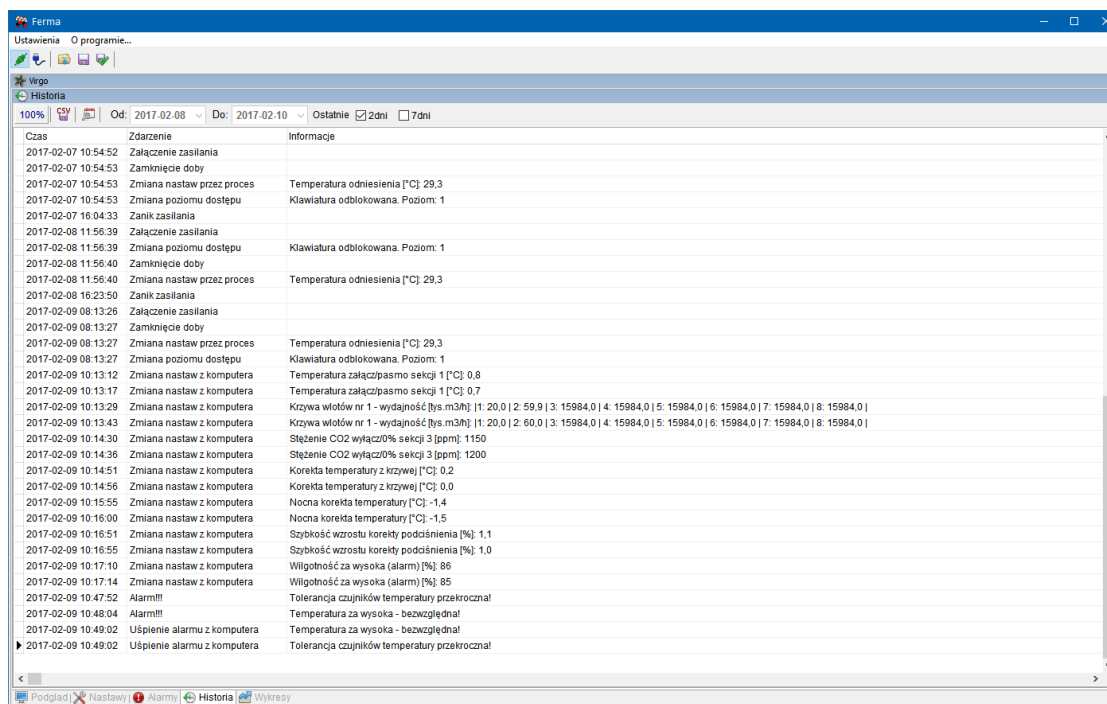 Ferma
Ustawienia O programie...
Virgo
Historia
100% CSV Od: 2017-02-08 Do: 2017-02-10 Ostatnie 2dni 7dni
Czas Zdarzenie Informacje
2017-02-07 10:54:52 Załączenie zasilania
2017-02-07 10:54:53 Zamknięcie doby
2017-02-07 10:54:53 Zmiana nastaw przez proces Temperatura odniesienia [°C]: 29,3
2017-02-07 10:54:53 Zmiana poziomu dostępu Klawiatura odblokowana. Poziom: 1
2017-02-07 16:04:33 Zanik zasilania
2017-02-08 11:56:39 Załączenie zasilania
2017-02-08 11:56:39 Zmiana poziomu dostępu Klawiatura odblokowana. Poziom: 1
2017-02-08 11:56:40 Zamknięcie doby
2017-02-08 11:56:40 Zmiana nastaw przez proces Temperatura odniesienia [°C]: 29,3
2017-02-08 16:23:50 Zanik zasilania
2017-02-09 08:13:26 Załączenie zasilania
2017-02-09 08:13:27 Zamknięcie doby
2017-02-09 08:13:27 Zmiana nastaw przez proces Temperatura odniesienia [°C]: 29,3
2017-02-09 08:13:27 Zmiana poziomu dostępu Klawiatura odblokowana. Poziom: 1
2017-02-09 10:13:12 Zmiana nastaw z komputera Temperatura załącz/pasmo sekcji 1 [°C]: 0,8
2017-02-09 10:13:17 Zmiana nastaw z komputera Temperatura załącz/pasmo sekcji 1 [°C]: 0,7
2017-02-09 10:13:29 Zmiana nastaw z komputera Krzywa wlotów nr 1 - wydajność [tys.m3/h]: |1: 20,0 | 2: 59,9 | 3: 15984,0 | 4: 15984,0 | 5: 15984,0 | 6: 15984,0 | 7: 15984,0 | 8: 15984,0 |
2017-02-09 10:13:43 Zmiana nastaw z komputera Krzywa wlotów nr 1 - wydajność [tys.m3/h]: |1: 20,0 | 2: 60,0 | 3: 15984,0 | 4: 15984,0 | 5: 15984,0 | 6: 15984,0 | 7: 15984,0 | 8: 15984,0 |
2017-02-09 10:14:30 Zmiana nastaw z komputera Stężenie CO2 wyłącz/0% sekcji 3 [ppm]: 1150
2017-02-09 10:14:36 Zmiana nastaw z komputera Stężenie CO2 wyłącz/0% sekcji 3 [ppm]: 1200
2017-02-09 10:14:51 Zmiana nastaw z komputera Korekta temperatury z krzywej [°C]: 0,2
2017-02-09 10:14:56 Zmiana nastaw z komputera Korekta temperatury z krzywej [°C]: 0,0
2017-02-09 10:15:55 Zmiana nastaw z komputera Nocna korekta temperatury [°C]: -1,4
2017-02-09 10:16:00 Zmiana nastaw z komputera Nocna korekta temperatury [°C]: -1,5
2017-02-09 10:16:51 Zmiana nastaw z komputera Szybkość wzrostu korekty podciśnienia [%]: 1,1
2017-02-09 10:16:55 Zmiana nastaw z komputera Szybkość wzrostu korekty podciśnienia [%]: 1,0
2017-02-09 10:17:10 Zmiana nastaw z komputera Wilgotność za wysoka (alarm) [%]: 86
2017-02-09 10:17:14 Zmiana nastaw z komputera Wilgotność za wysoka (alarm) [%]: 85
2017-02-09 10:47:52 Alarm!!! Tolerancja czujników temperatury przekroczna!
2017-02-09 10:48:04 Alarm!!! Temperatura za wysoka - bezwzględna!
2017-02-09 10:49:02 Uśpienie alarmu z komputera Temperatura za wysoka - bezwzględna!
2017-02-09 10:49:02 Uśpienie alarmu z komputera Tolerancja czujników temperatury przekroczna!
Podgląd Nastawy Alarmy Historia Wykresy